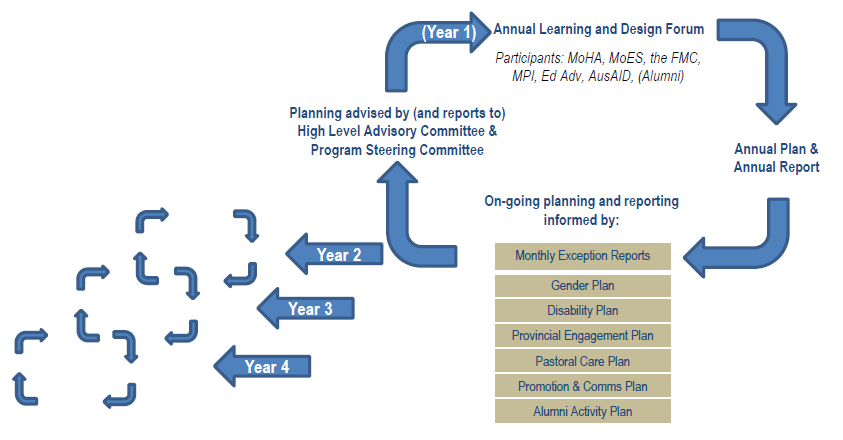 (Year 1)
Annual Learning and Design Forum
Participants: MoHA, MoES, the FMC,
MPI, Ed Adv, AusAID, (Alumni)
Planning advised by (and reports to)
High Level Advisory Committee &
Program Steering Committee
Annual Plan &
Annual Report
On-going planning and reporting
informed by:
Monthly Exception Reports
Gender Plan
Disability Plan
Provincial Engagement Plan
Pastoral Care Plan
Promotion & Comms Plan
Alumni Activity Plan
Year 2
Year 3
Year 4